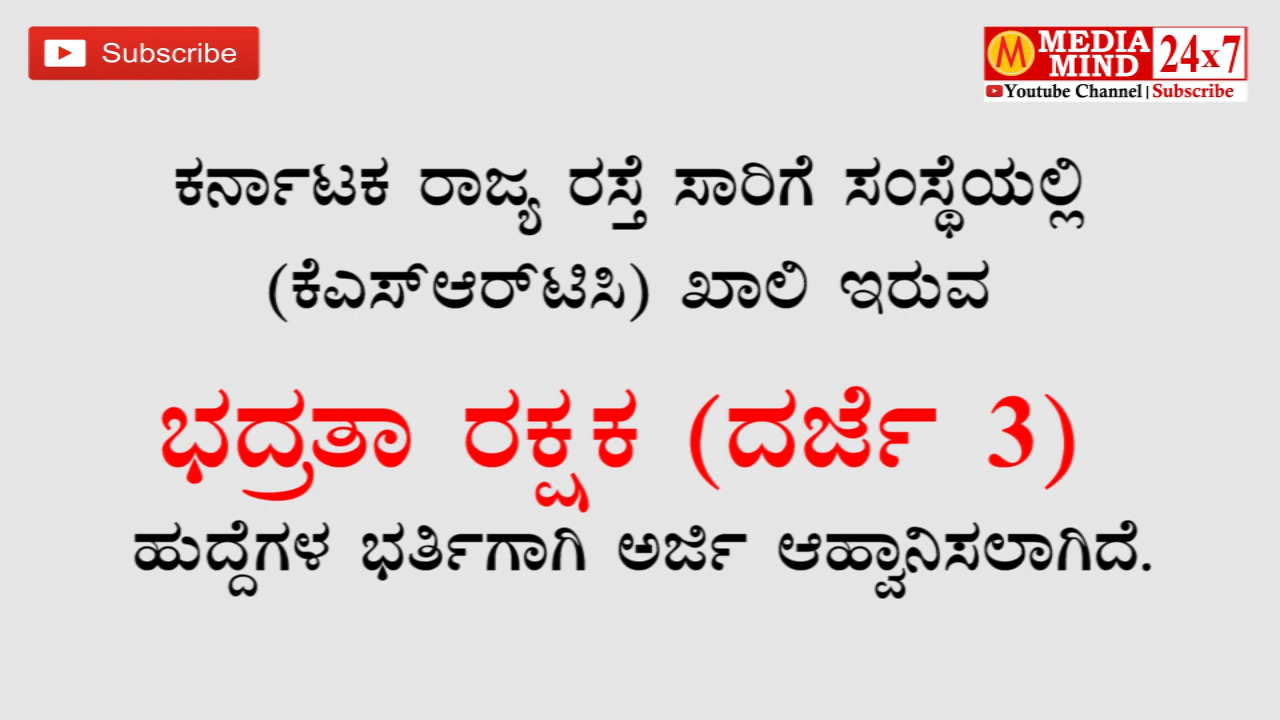 Subscribe
MEDIA MIND 24x7
Youtube Channel | Subscribe
ಕರ್ನಾಟಕ ರಾಜ್ಯ ರಸ್ತೆ ಸಾರಿಗೆ ಸಂಸ್ಥೆಯಲ್ಲಿ
(ಕೆಎಸ್ಆರ್‌ಟಿಸಿ) ಖಾಲಿ ಇರುವ
ಭದ್ರತಾ ರಕ್ಷಕ (ದರ್ಜೆ 3)
ಹುದ್ದೆಗಳ ಭರ್ತಿಗಾಗಿ ಅರ್ಜಿ ಆಹ್ವಾನಿಸಲಾಗಿದೆ.